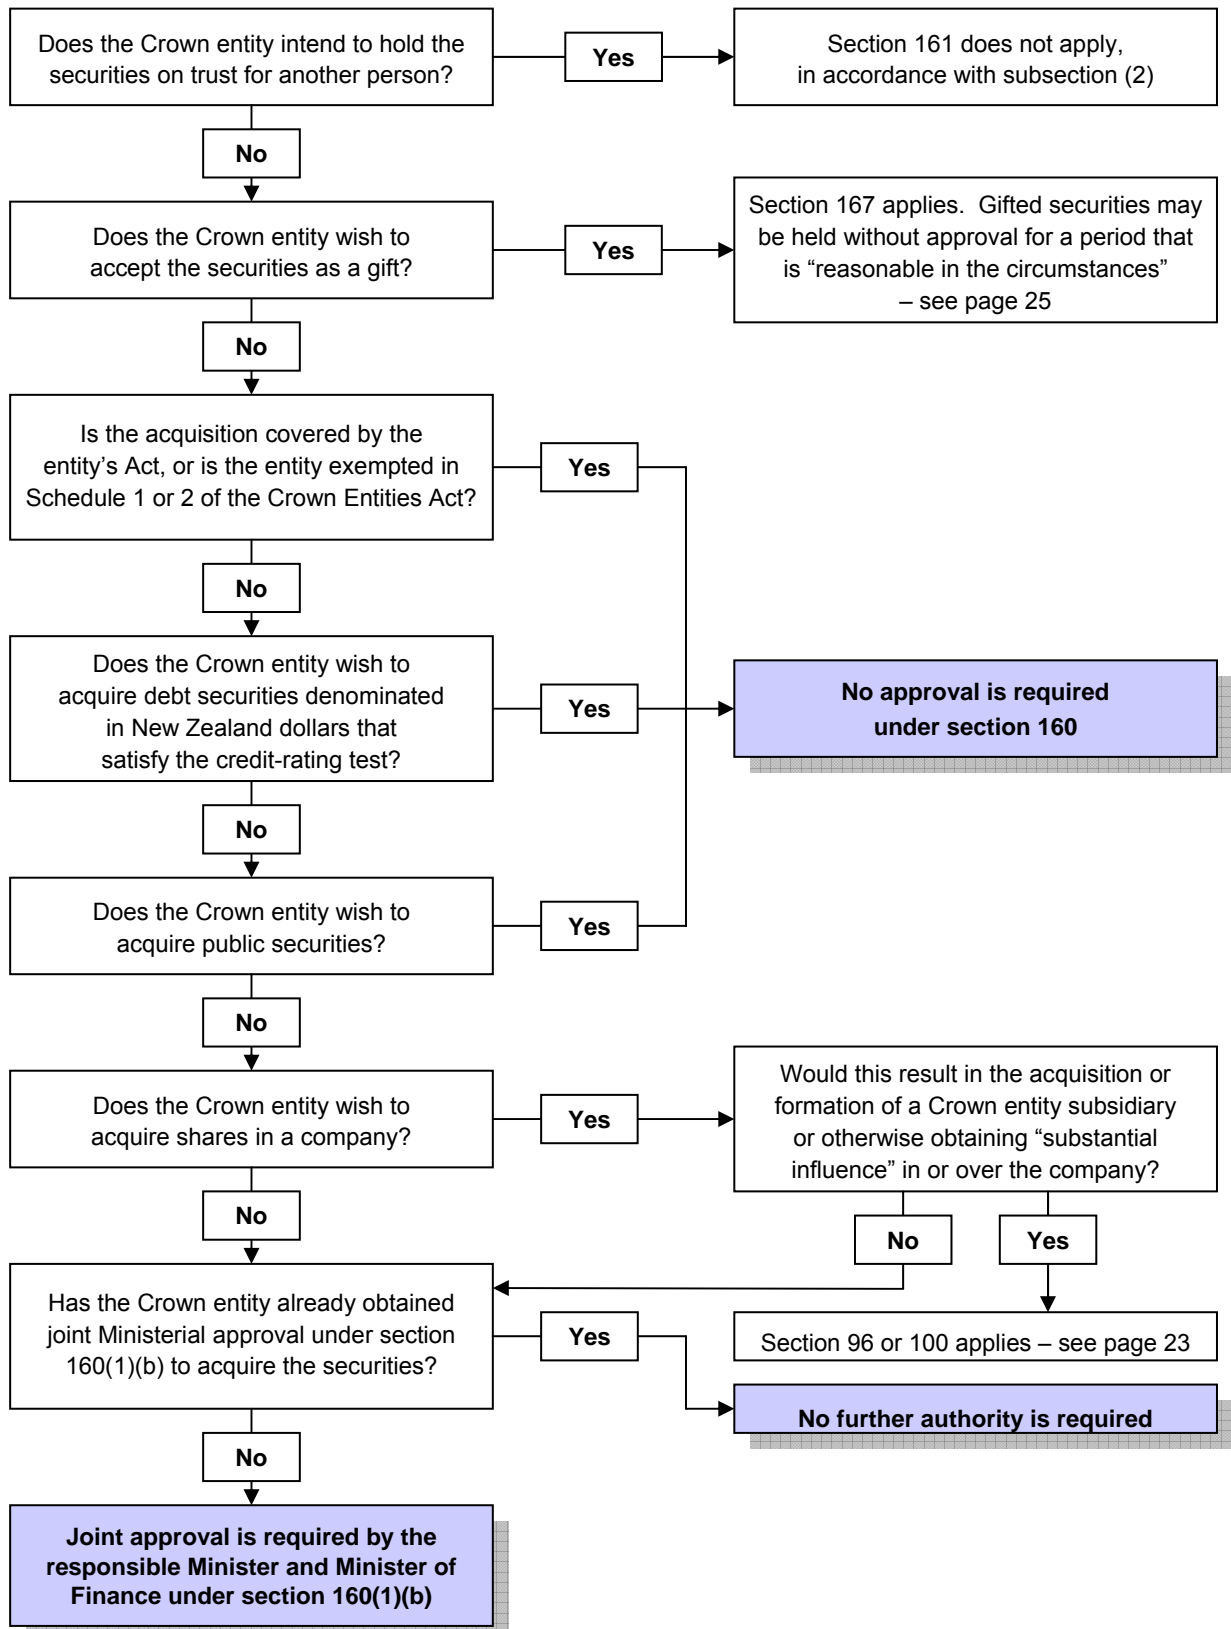 Does the Crown entity intend to hold the
securities on trust for another person?
Yes
Section 161 does not apply,
in accordance with subsection (2)
No
Does the Crown entity wish to
accept the securities as a gift?
Yes
Section 167 applies.  Gifted securities may
be held without approval for a period that
is “reasonable in the circumstances”
– see page 25
No
Is the acquisition covered by the
entity’s Act, or is the entity exempted in
Schedule 1 or 2 of the Crown Entities Act?
Yes
No
Does the Crown entity wish to
acquire debt securities denominated
in New Zealand dollars that
satisfy the credit-rating test?
Yes
No approval is required
under section 160
No
Does the Crown entity wish to
acquire public securities?
Yes
No
Does the Crown entity wish to
acquire shares in a company?
Yes
Would this result in the acquisition or
formation of a Crown entity subsidiary
or otherwise obtaining “substantial
influence” in or over the company?
No
No
Yes
Has the Crown entity already obtained
joint Ministerial approval under section
160(1)(b) to acquire the securities?
Yes
Section 96 or 100 applies – see page 23
No further authority is required
No
Joint approval is required by the
responsible Minister and Minister of
Finance under section 160(1)(b)